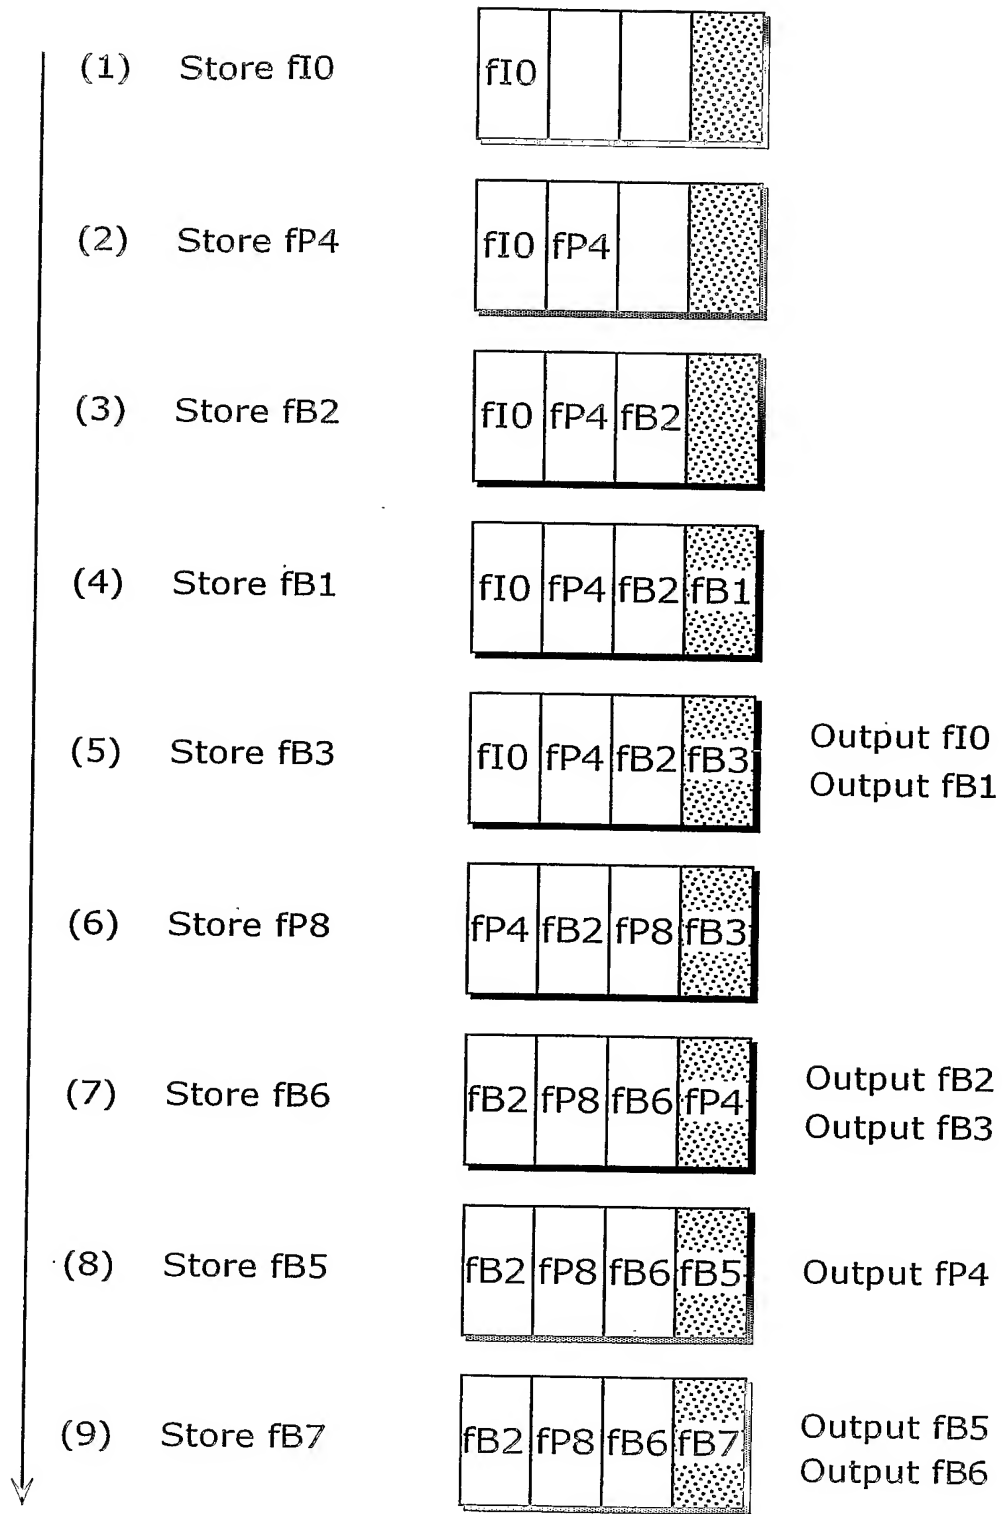 (1) Store fI0 fI0
(2) Store fP4 fI0 fP4
(3) Store fB2 fI0 fP4 fB2
(4) Store fB1 fI0 fP4 fB2 fB1
(5) Store fB3 fI0 fP4 fB2 fB3 Output fI0
Output fB1
(6) Store fP8 fP4 fB2 fP8 fB3
(7) Store fB6 fB2 fP8 fB6 fP4 Output fB2
Output fB3
(8) Store fB5 fB2 fP8 fB6 fB5 Output fP4
(9) Store fB7 fB2 fP8 fB6 fB7 Output fB5
Output fB6